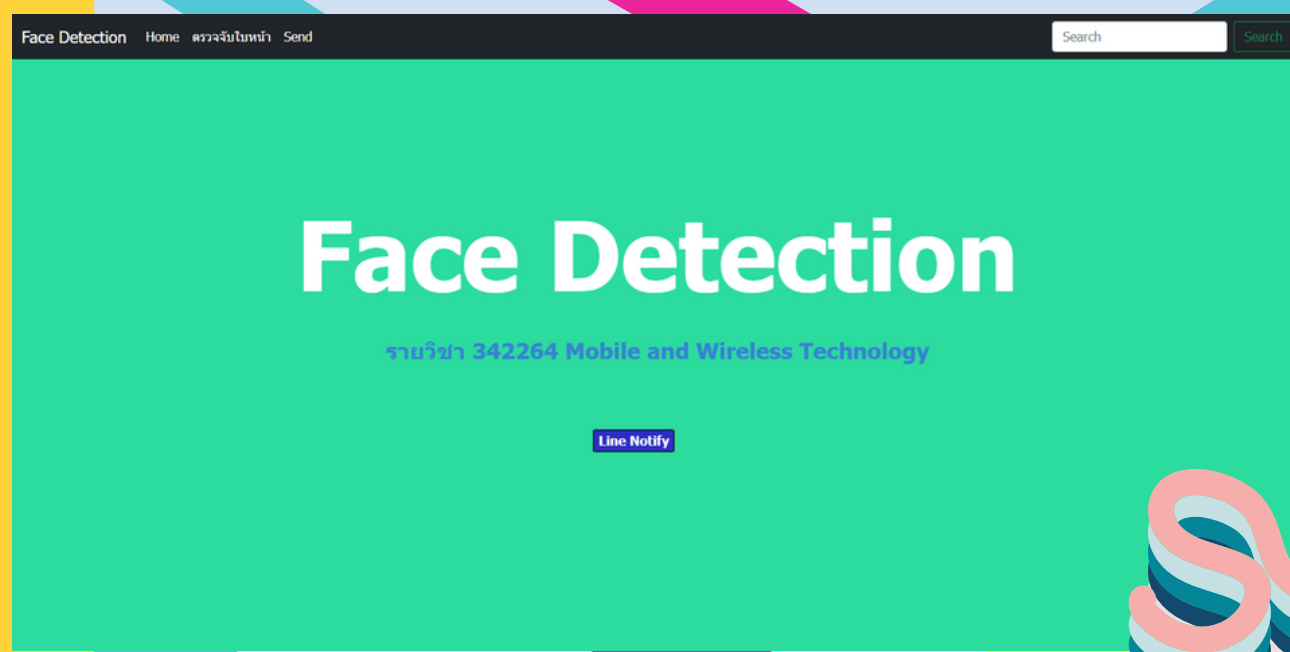 Face Detection Home ตรวจจับใบหน้า Send Search Search
Face Detection
รายวิชา 342264 Mobile and Wireless Technology
Line Notify